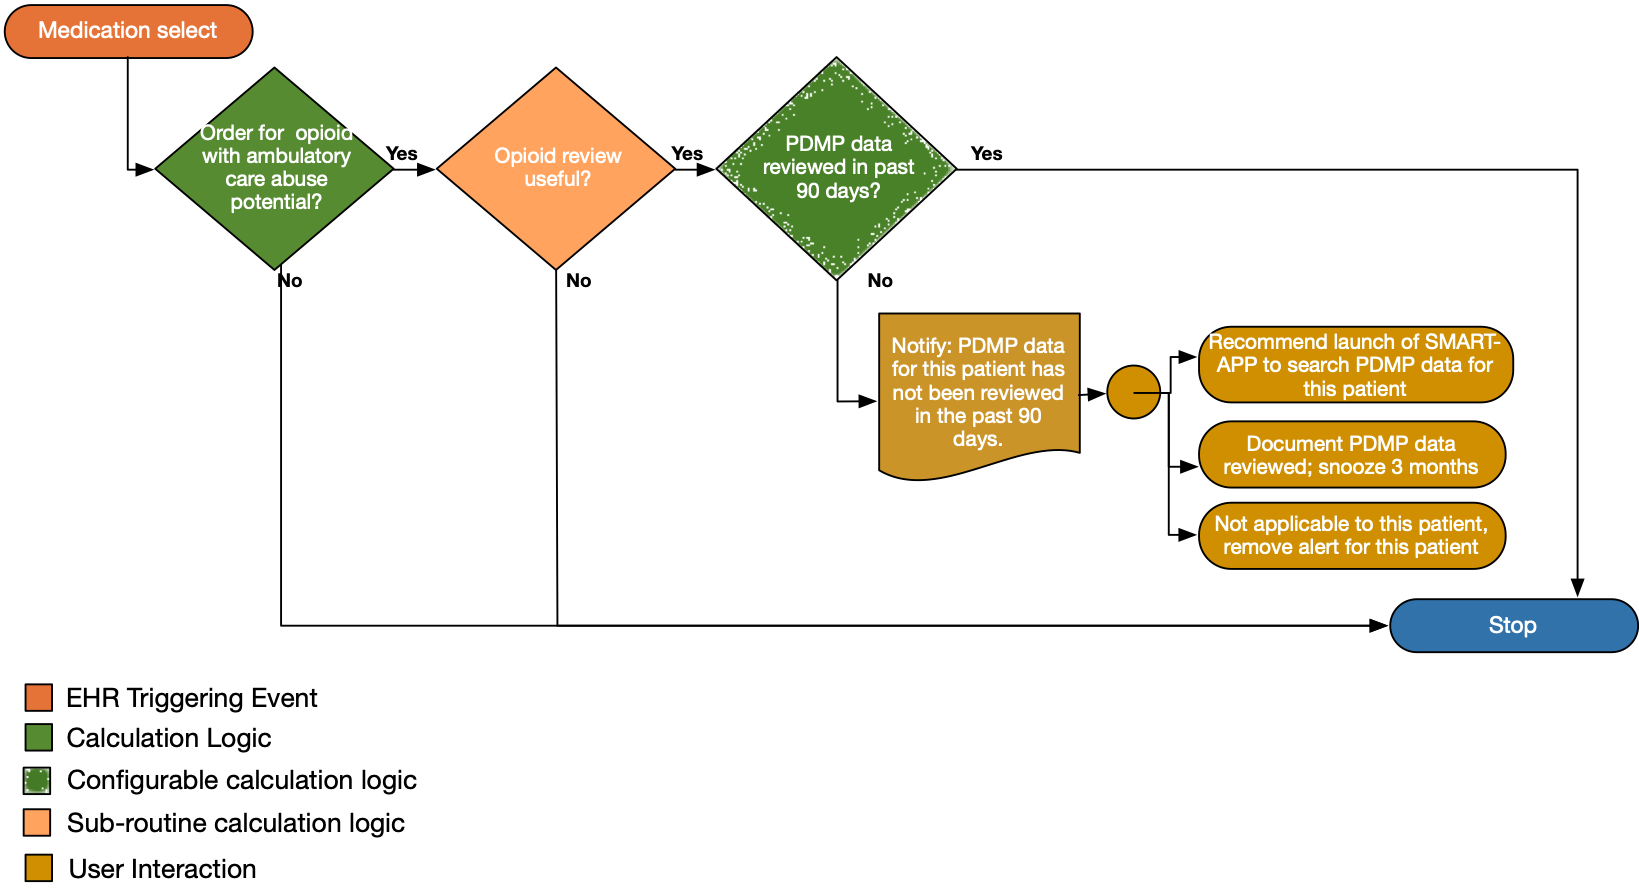 Medication select
Order for  opioid
with ambulatory
care abuse
potential?
Yes
No
Opioid review
useful?
Yes
No
PDMP data
reviewed in past
90 days?
Yes
No
Notify: PDMP data
for this patient has
not been reviewed
in the past 90
days.
Recommend launch of SMART-
APP to search PDMP data for
this patient
Document PDMP data
reviewed; snooze 3 months
Not applicable to this patient,
remove alert for this patient
Stop
EHR Triggering Event
Calculation Logic
Configurable calculation logic
Sub-routine calculation logic
User Interaction